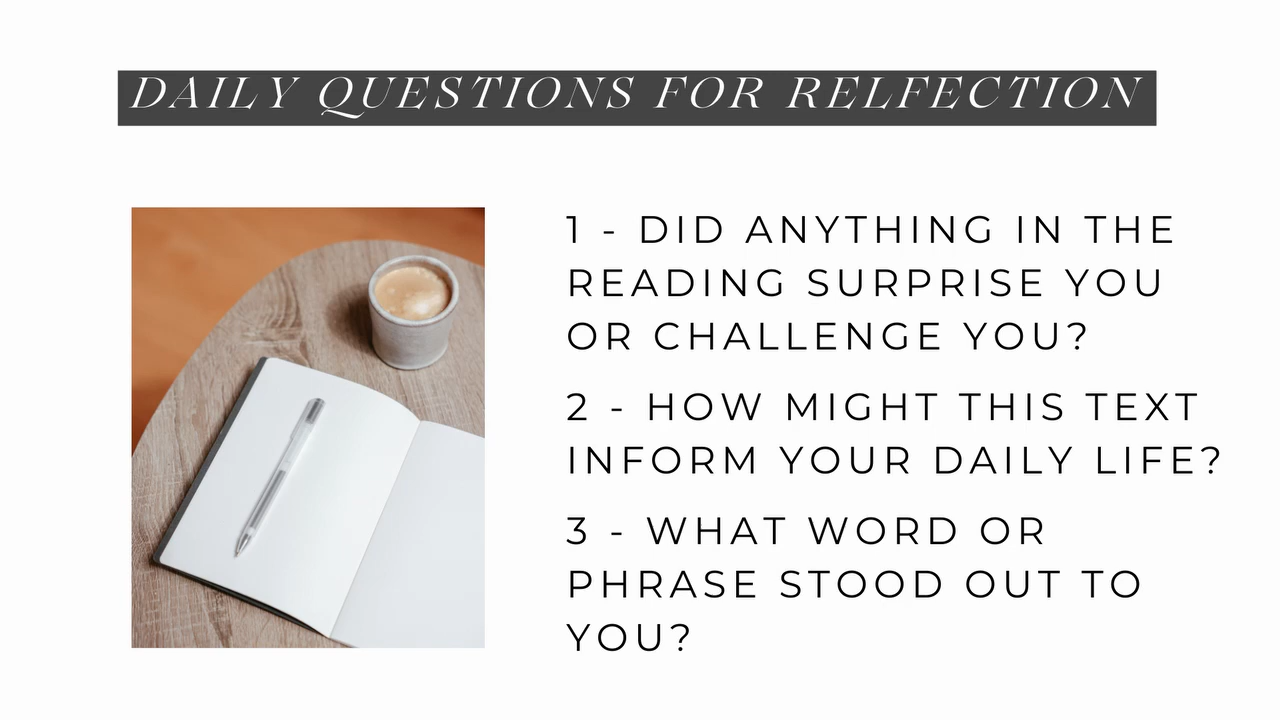 DAILY QUESTIONS FOR RELFECTION
1 - DID ANYTHING IN THE
READING SURPRISE YOU
OR CHALLENGE YOU?
2 - HOW MIGHT THIS TEXT
INFORM YOUR DAILY LIFE?
3 - WHAT WORD OR
PHRASE STOOD OUT TO
YOU?